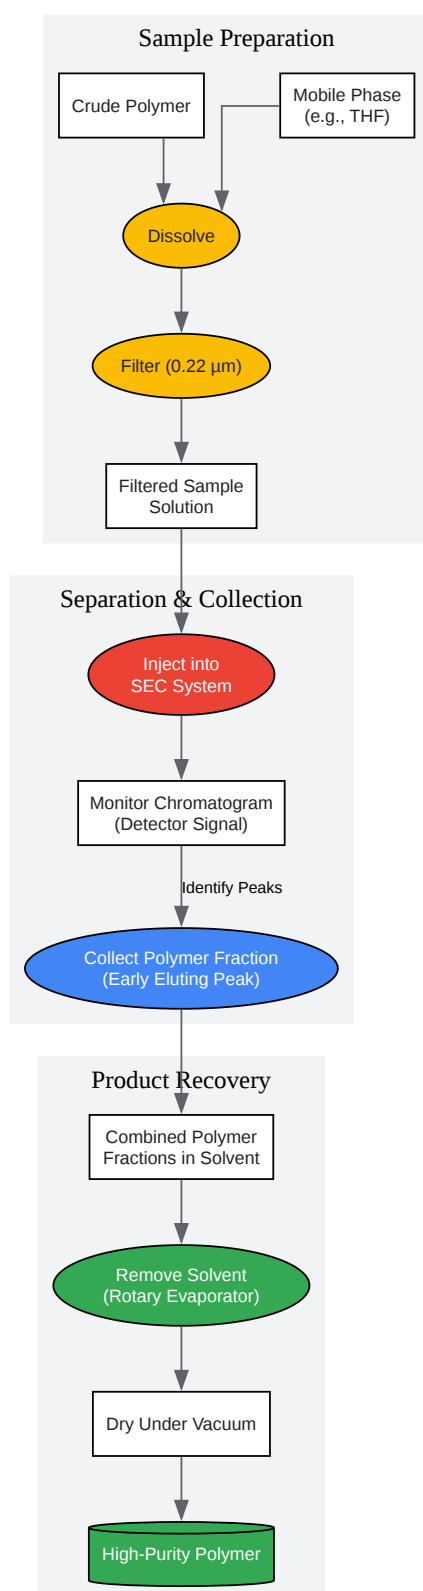 Sample Preparation
Crude Polymer
Mobile Phase
(e.g., THF)
Dissolve
Filter (0.22 µm)
Filtered Sample
Solution
Separation & Collection
Inject into
SEC System
Monitor Chromatogram
(Detector Signal)
Identify Peaks
Collect Polymer Fraction
(Early Eluting Peak)
Product Recovery
Combined Polymer
Fractions in Solvent
Remove Solvent
(Rotary Evaporator)
Dry Under Vacuum
High-Purity Polymer